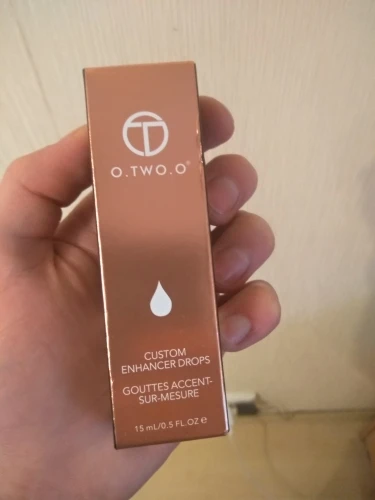 O.TWO.O®
CUSTOM
ENHANCER DROPS
GOUTTES ACCENT-
SUR-MESURE
15 mL/0.5 FL.OZ e